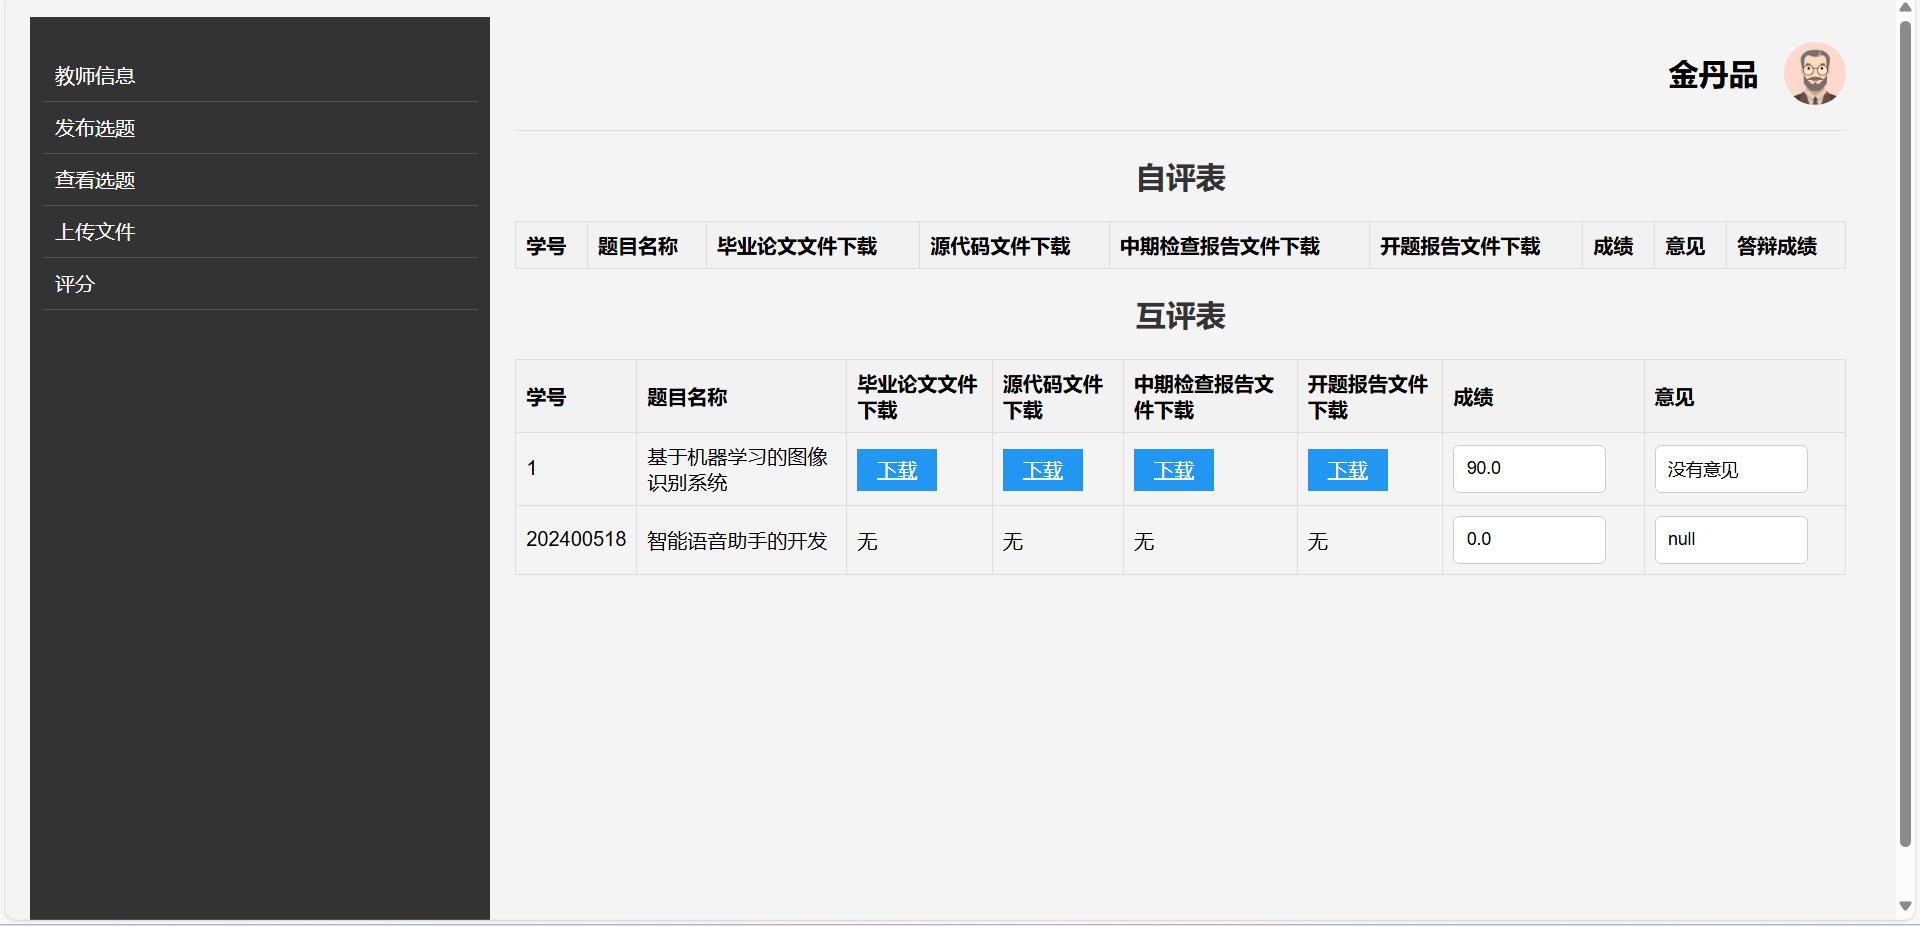 教师信息
发布选题
查看选题
上传文件
评分
金丹品
自评表
学号 题目名称 毕业论文文件下载 源代码文件下载 中期检查报告文件下载 开题报告文件下载 成绩 意见 答辩成绩
互评表
学号 题目名称 毕业论文文件下载 源代码文件下载 中期检查报告文件下载 开题报告文件下载 成绩 意见
1 基于机器学习的图像识别系统 下载 下载 下载 下载 90.0 没有意见
202400518 智能语音助手的开发 无 无 无 无 0.0 null